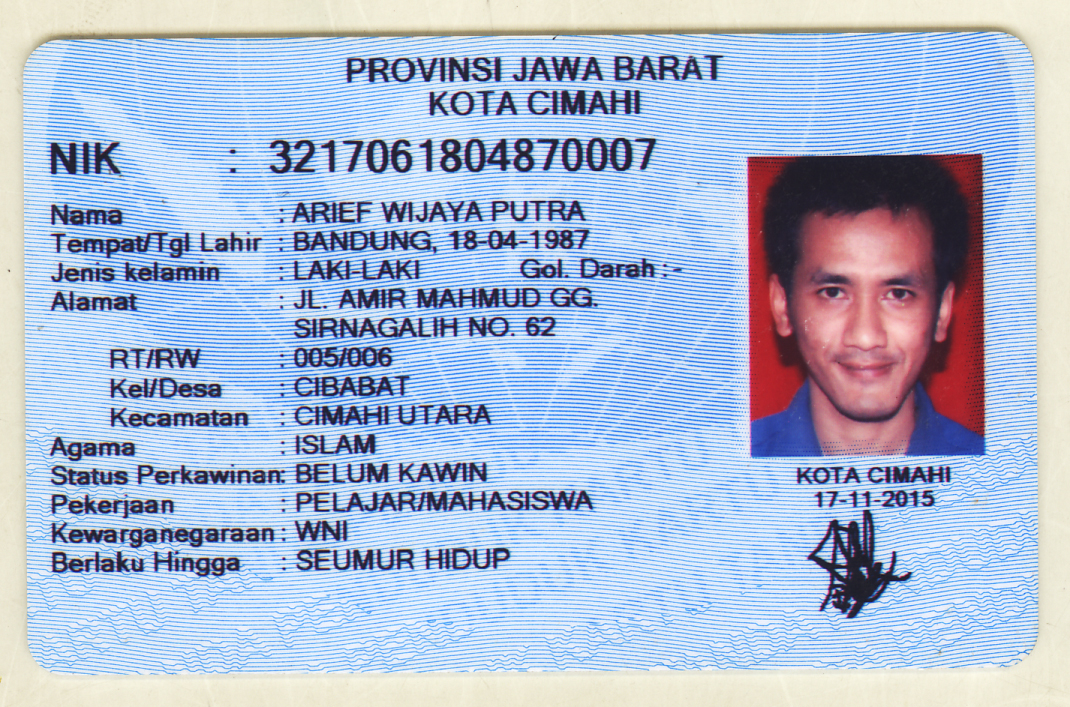 PROVINSI JAWA BARAT
KOTA CIMAHI
NIK : 3217061804870007
Nama : ARIEF WIJAYA PUTRA
Tempat/Tgl Lahir : BANDUNG, 18-04-1987
Jenis kelamin : LAKI-LAKI Gol. Darah : -
Alamat : JL. AMIR MAHMUD GG.
SIRNAGALIH NO. 62
RT/RW : 005/006
Kel/Desa : CIBABAT
Kecamatan : CIMAHI UTARA
Agama : ISLAM
Status Perkawinan: BELUM KAWIN
Pekerjaan : PELAJAR/MAHASISWA
Kewarganegaraan : WNI
Berlaku Hingga : SEUMUR HIDUP
KOTA CIMAHI
17-11-2015